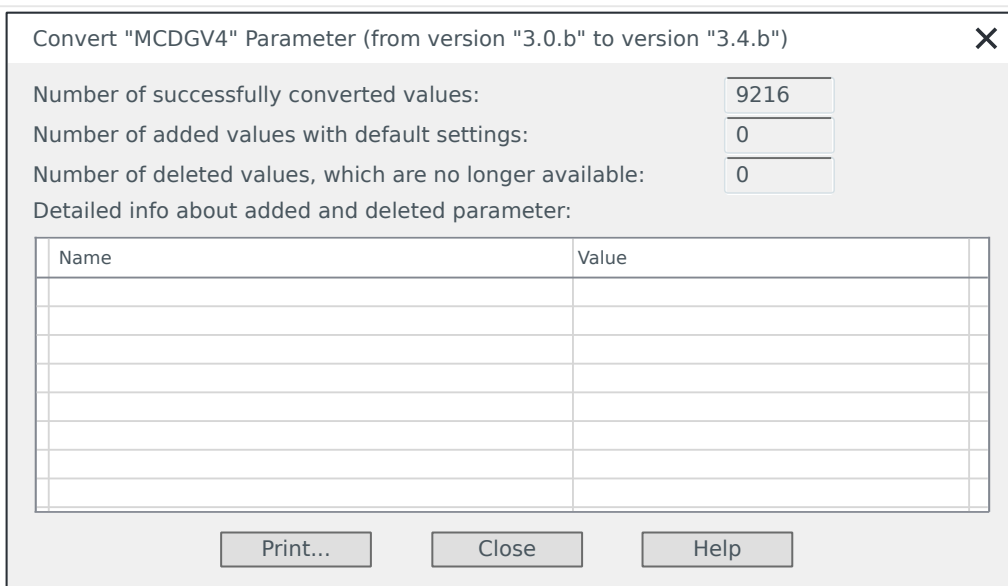 Convert "MCDGV4" Parameter (from version "3.0.b" to version "3.4.b")
Number of successfully converted values: 9216
Number of added values with default settings: 0
Number of deleted values, which are no longer available: 0
Detailed info about added and deleted parameter:
Name Value
Print... Close Help